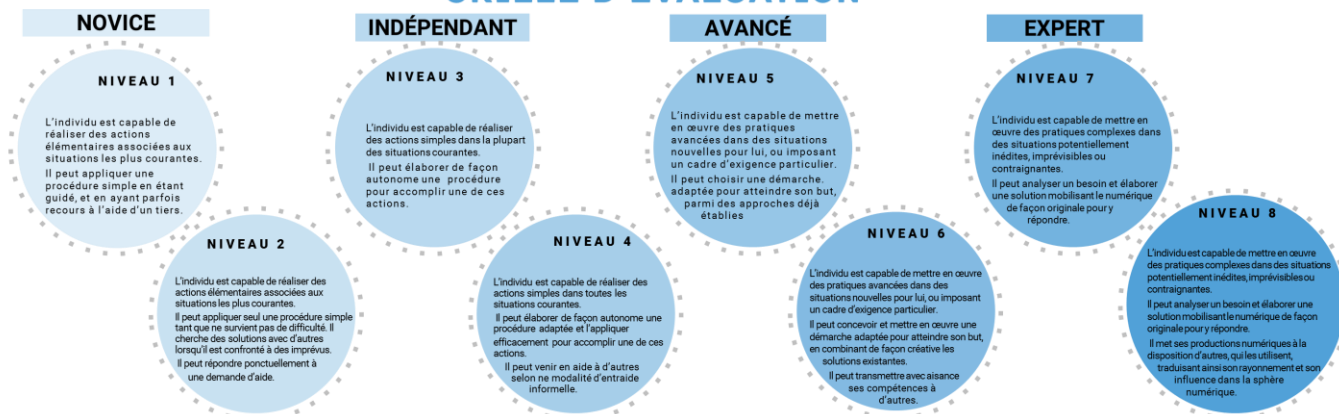 GRILLE D'ÉVALUATION
NOVICE
INDÉPENDANT
AVANCÉ
EXPERT
NIVEAU 1
L'individu est capable de
réaliser des actions
élémentaires associées aux
situations les plus courantes.
Il peut appliquer une
procédure simple en étant
guidé, et en ayant parfois
recours à l'aide d'un tiers.
NIVEAU 2
L'individu est capable de réaliser des
actions élémentaires associées aux
situations les plus courantes.
Il peut appliquer seul une procédure simple
tant que ne survient pas de difficulté. Il
cherche des solutions avec d'autres
lorsqu'il est confronté à des imprévus.
Il peut répondre ponctuellement à
une demande d'aide.
NIVEAU 3
L'individu est capable de réaliser
des actions simples dans la plupart
des situations courantes.
Il peut élaborer de façon
autonome une procédure
pour accomplir une de ces
actions.
NIVEAU 4
L'individu est capable de réaliser des
actions simples dans toutes les
situations courantes.
Il peut élaborer de façon autonome une
procédure adaptée et l'appliquer
efficacement pour accomplir une de ces
actions.
Il peut venir en aide à d'autres
selon ne modalité d'entraide
informelle.
NIVEAU 5
L'individu est capable de mettre
en œuvre des pratiques
avancées dans des situations
nouvelles pour lui, ou imposant
un cadre d'exigence particulier.
Il peut choisir une démarche.
adaptée pour atteindre son but,
parmi des approches déjà
établies
NIVEAU 6
L'individu est capable de mettre en œuvre
des pratiques avancées dans des
situations nouvelles pour lui, ou imposant
un cadre d'exigence particulier.
Il peut concevoir et mettre en œuvre une
démarche adaptée pour atteindre son but,
en combinant de façon créative les
solutions existantes.
Il peut transmettre avec aisance
ses compétences à
d'autres.
NIVEAU 7
L'individu est capable de mettre en
œuvre des pratiques complexes dans
des situations potentiellement
inédites, imprévisibles ou
contraignantes.
Il peut analyser un besoin et élaborer
une solution mobilisant le numérique
de façon originale pour y
répondre.
NIVEAU 8
L'individu est capable de mettre en œuvre
des pratiques complexes dans des situations
potentiellement inédites, imprévisibles ou
contraignantes.
Il peut analyser un besoin et élaborer une
solution mobilisant le numérique de façon
originale pour y répondre.
Il met ses productions numériques à la
disposition d'autres, qui les utilisent,
traduisant ainsi son rayonnement et son
influence dans la sphère
numérique.